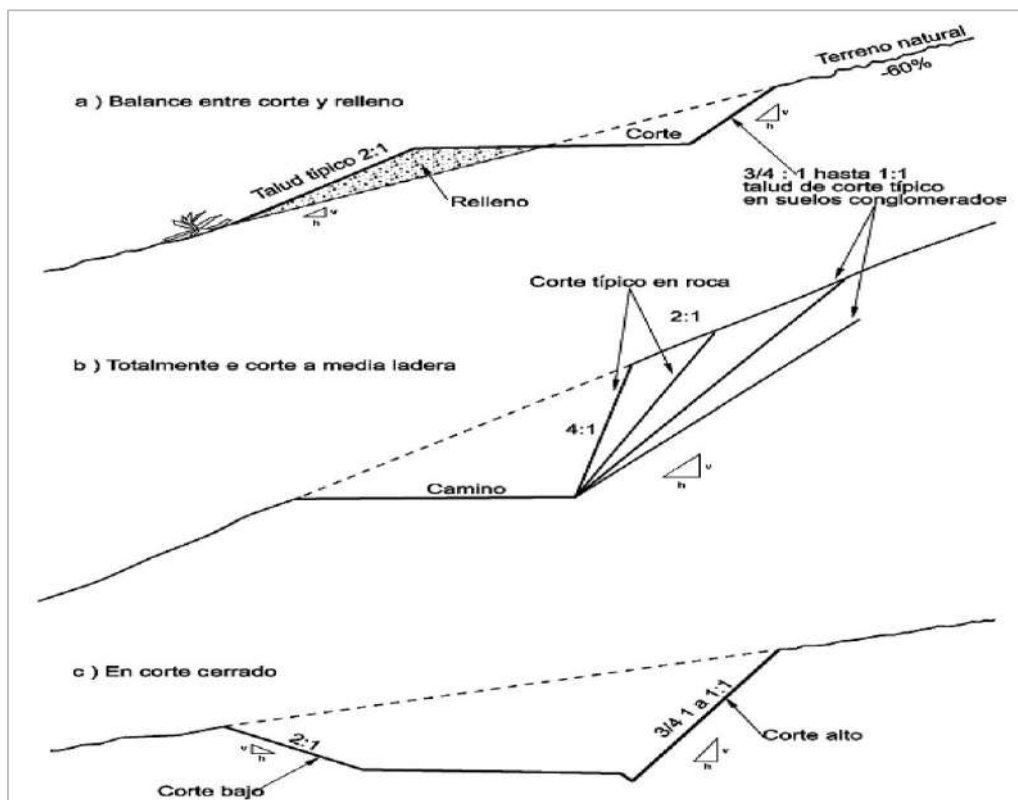 Terreno natural
-60%
a ) Balance entre corte y relleno
Corte
v
h
Talud típico 2:1
3/4 : 1 hasta 1:1
talud de corte típico
en suelos conglomerados
Relleno
v
h
Corte típico en roca
2:1
b ) Totalmente e corte a media ladera
4:1
v
h
Camino
c ) En corte cerrado
3/4 1 a 1:1
Corte alto
v
h
2:1
v
h
Corte bajo